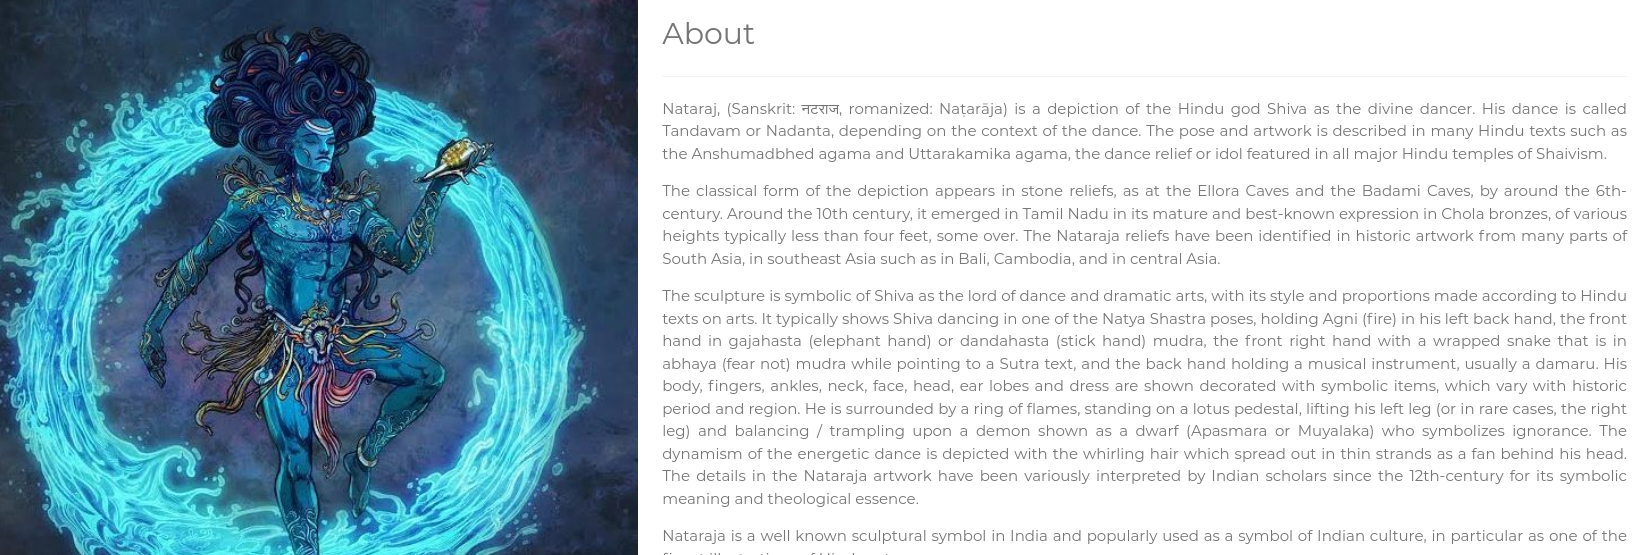 About
Nataraj, (Sanskrit: नटराज, romanized: Naṭarāja) is a depiction of the Hindu god Shiva as the divine dancer. His dance is called
Tandavam or Nadanta, depending on the context of the dance. The pose and artwork is described in many Hindu texts such as
the Anshumadbhed agama and Uttarakamika agama, the dance relief or idol featured in all major Hindu temples of Shaivism.
The classical form of the depiction appears in stone reliefs, as at the Ellora Caves and the Badami Caves, by around the 6th-
century. Around the 10th century, it emerged in Tamil Nadu in its mature and best-known expression in Chola bronzes, of various
heights typically less than four feet, some over. The Nataraja reliefs have been identified in historic artwork from many parts of
South Asia, in southeast Asia such as in Bali, Cambodia, and in central Asia.
The sculpture is symbolic of Shiva as the lord of dance and dramatic arts, with its style and proportions made according to Hindu
texts on arts. It typically shows Shiva dancing in one of the Natya Shastra poses, holding Agni (fire) in his left back hand, the front
hand in gajahasta (elephant hand) or dandahasta (stick hand) mudra, the front right hand with a wrapped snake that is in
abhaya (fear not) mudra while pointing to a Sutra text, and the back hand holding a musical instrument, usually a damaru. His
body, fingers, ankles, neck, face, head, ear lobes and dress are shown decorated with symbolic items, which vary with historic
period and region. He is surrounded by a ring of flames, standing on a lotus pedestal, lifting his left leg (or in rare cases, the right
leg) and balancing / trampling upon a demon shown as a dwarf (Apasmara or Muyalaka) who symbolizes ignorance. The
dynamism of the energetic dance is depicted with the whirling hair which spread out in thin strands as a fan behind his head.
The details in the Nataraja artwork have been variously interpreted by Indian scholars since the 12th-century for its symbolic
meaning and theological essence.
Nataraja is a well known sculptural symbol in India and popularly used as a symbol of Indian culture, in particular as one of the